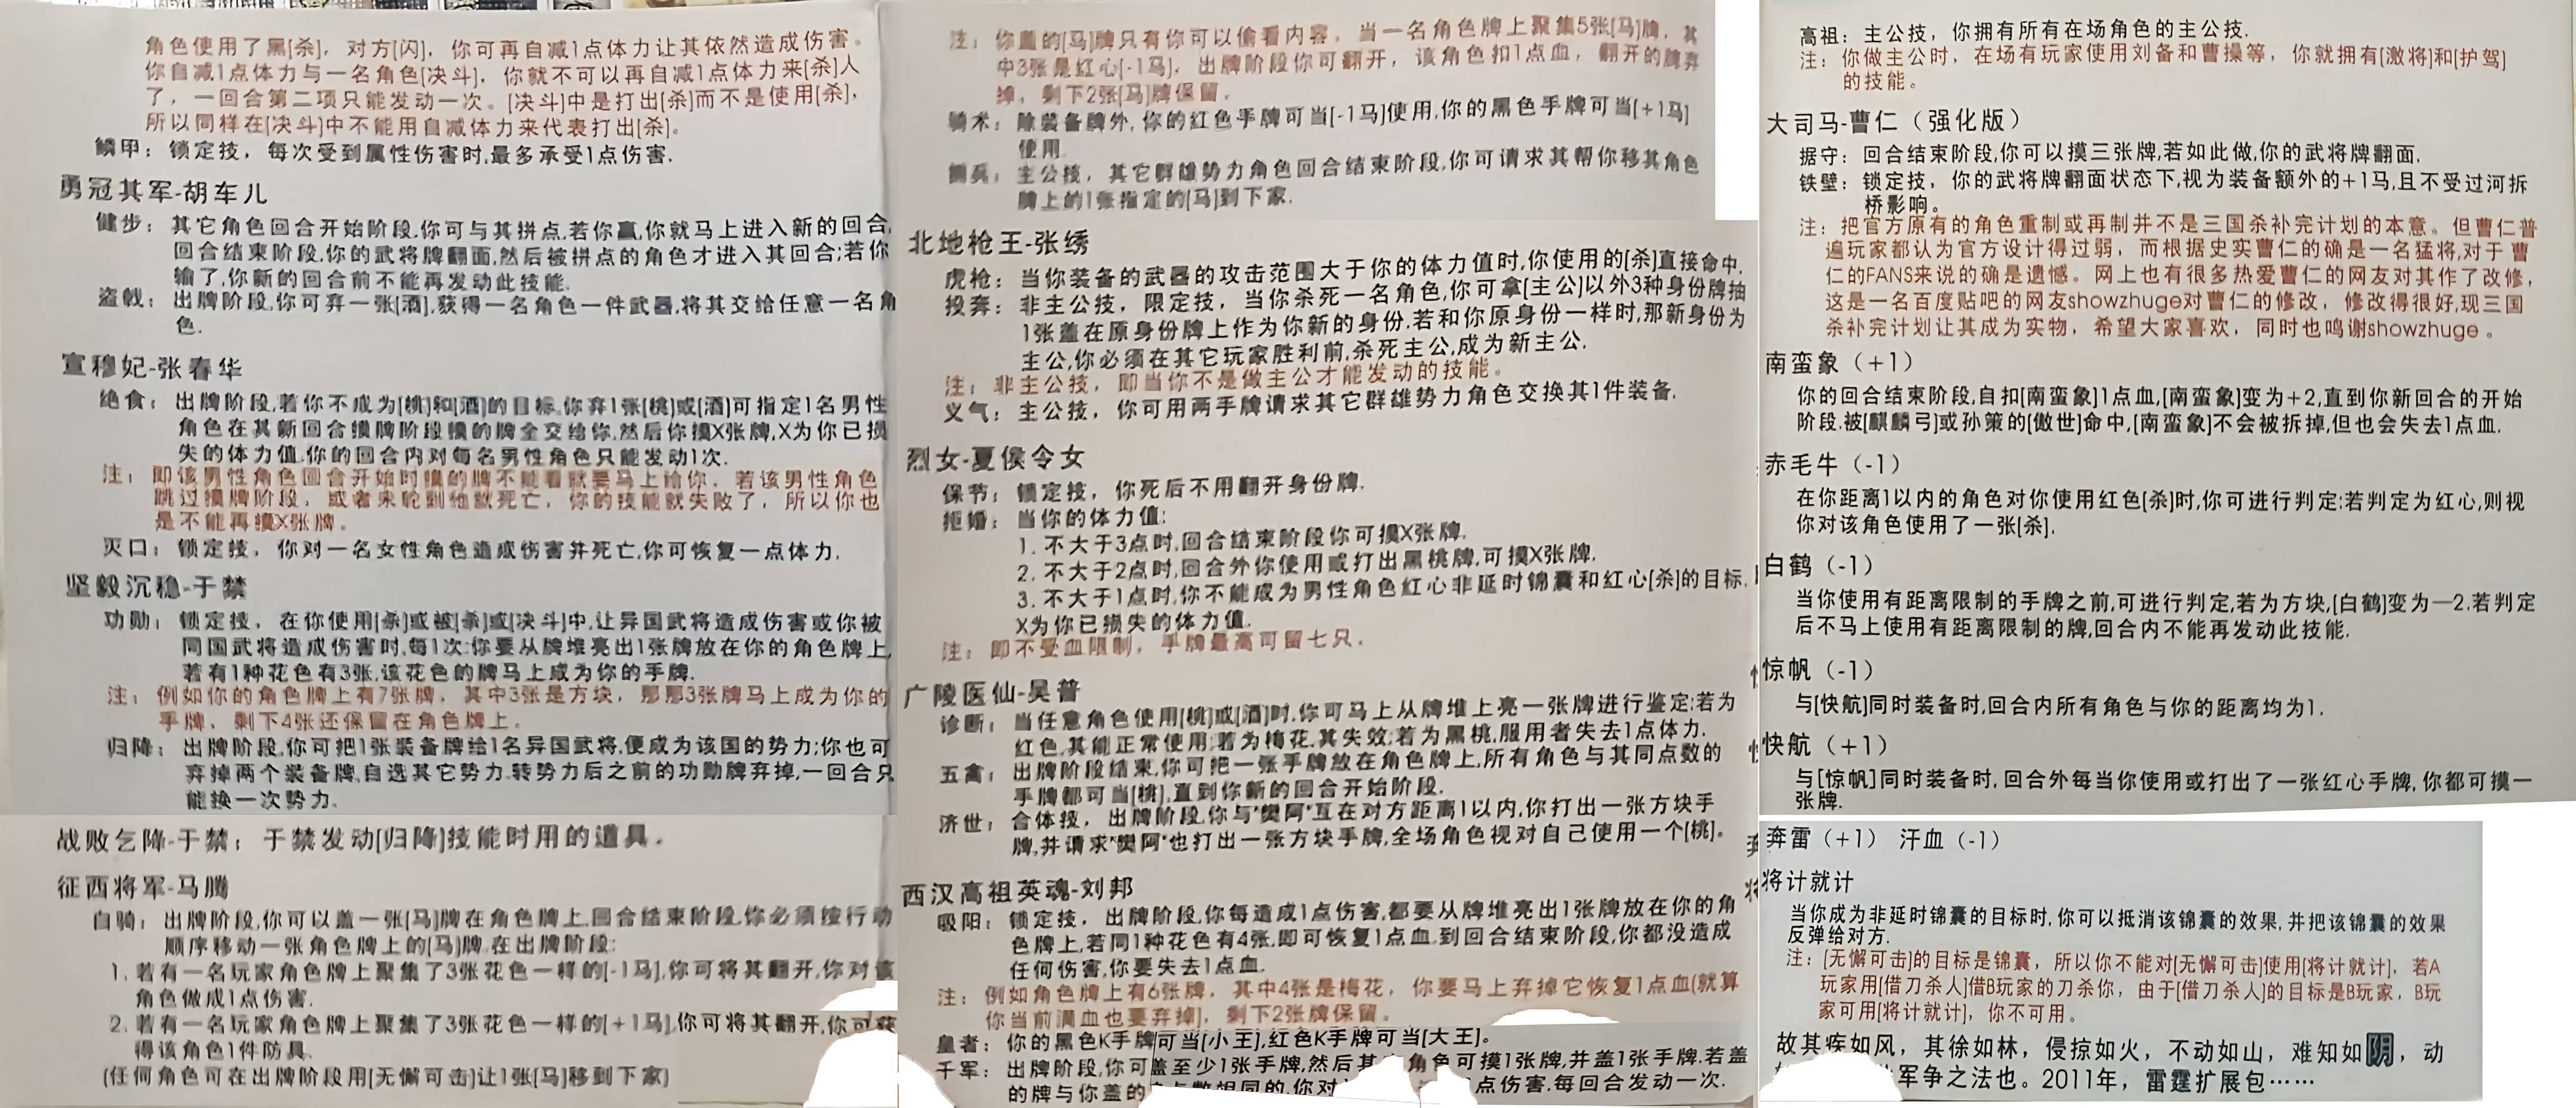 角色使用了黑[杀]，对方[闪]，你可再自减1点体力让其依然造成伤害。
你自减1点体力与一名角色[决斗]，你就不可以再自减1点体力来[杀]人
了，一回合第二项只能发动一次。[决斗]中是打出[杀]而不是使用[杀]，
所以同样在[决斗]中不能用自减体力来代表打出[杀]。
鳞甲：锁定技，每次受到属性伤害时,最多承受1点伤害.
勇冠其军-胡车儿
健步：其它角色回合开始阶段,你可与其拼点,若你赢,你就马上进入新的回合,
回合结束阶段,你的武将牌翻面,然后被拼点的角色才进入其回合;若你
输了,你新的回合前不能再发动此技能.
盗戟：出牌阶段,你可弃一张[酒],获得一名角色一件武器,将其交给任意一名角
色.
宣穆妃-张春华
绝食：出牌阶段,若你不成为[桃]和[酒]的目标,你弃1张[桃]或[酒]可指定1名男性
角色在其新回合摸牌阶段摸的牌全交给你,然后你摸X张牌,X为你已损
失的体力值.你的回合内对每名男性角色只能发动1次.
注：即该男性角色回合开始时摸的牌不能看就要马上给你，若该男性角色
跳过摸牌阶段，或者未轮到他就死亡，你的技能就失败了，所以你也
是不能再摸X张牌。
灭口：锁定技，你对一名女性角色造成伤害并死亡,你可恢复一点体力.
坚毅沉稳-于禁
功勋：锁定技，在你使用[杀]或被[杀]或[决斗]中,让异国武将造成伤害或你被
同国武将造成伤害时,每1次:你要从牌堆亮出1张牌放在你的角色牌上,
若有1种花色有3张,该花色的牌马上成为你的手牌.
注：例如你的角色牌上有7张牌，其中3张是方块，那那3张牌马上成为你的
手牌，剩下4张还保留在角色牌上。
归降：出牌阶段,你可把1张装备牌给1名异国武将,便成为该国的势力;你也可
弃掉两个装备牌,自选其它势力.转势力后之前的功勋牌弃掉,一回合只
能换一次势力.
战败乞降-于禁；于禁发动[归降]技能时用的道具.
征西将军-马腾
自骑：出牌阶段,你可以盖一张[马]牌在角色牌上,回合结束阶段,你必须按行动
顺序移动一张角色牌上的[马]牌.在出牌阶段:
1. 若有一名玩家角色牌上聚集了3张花色一样的[-1马],你可将其翻开,你对该
角色做成1点伤害.
2. 若有一名玩家角色牌上聚集了3张花色一样的[+1马],你可将其翻开,你可获
得该角色1件防具.
(任何角色可在出牌阶段用[无懈可击]让1张[马]移到下家)
注：你盖的[马]牌只有你可以偷看内容，当一名角色牌上聚集5张[马]牌，其
中3张是红心[-1马]，出牌阶段你可翻开，该角色扣1点血，翻开的牌弃
掉，剩下2张[马]牌保留.
骑术：除装备牌外, 你的红色手牌可当[-1马]使用,你的黑色手牌可当[+1马]
使用.
拥兵：主公技，其它群雄势力角色回合结束阶段,你可请求其帮你移其角色
牌上的1张指定的[马]到下家.
北地枪王-张绣
虎枪：当你装备的武器的攻击范围大于你的体力值时,你使用的[杀]直接命中.
投奔：非主公技，限定技，当你杀死一名角色,你可拿[主公]以外3种身份牌抽
1张盖在原身份牌上作为你新的身份.若和你原身份一样时,那新身份为
主公,你必须在其它玩家胜利前,杀死主公,成为新主公.
注：非主公技，即当你不是做主公才能发动的技能。
义气：主公技，你可用两手牌请求其它群雄势力角色交换其1件装备.
烈女-夏侯令女
保节：锁定技，你死后不用翻开身份牌.
拒婚：当你的体力值:
1. 不大于3点时,回合结束阶段你可摸X张牌.
2. 不大于2点时,回合外你使用或打出黑桃牌,可摸X张牌.
3. 不大于1点时,你不能成为男性角色红心非延时锦囊和红心[杀]的目标.
X为你已损失的体力值.
注：即不受血限制，手牌最高可留七只.
广陵医仙-吴普
诊断：当任意角色使用[桃]或[酒]时,你可马上从牌堆上亮一张牌进行鉴定;若为
红色,其能正常使用;若为梅花,其失效;若为黑桃,服用者失去1点体力.
五禽：出牌阶段结束,你可把一张手牌放在角色牌上,所有角色与其同点数的
手牌都可当[桃],直到你新的回合开始阶段.
济世：合体技，出牌阶段,你与"樊阿"互在对方距离1以内,你打出一张方块手
牌,并请求"樊阿"也打出一张方块手牌,全场角色视对自己使用一个[桃]。
西汉高祖英魂-刘邦
吸阳：锁定技，出牌阶段,你每造成1点伤害,都要从牌堆亮出1张牌放在你的角
色牌上,若同1种花色有4张,即可恢复1点血.到回合结束阶段,你都没造成
任何伤害,你要失去1点血.
注：例如角色牌上有6张牌，其中4张是梅花，你要马上弃掉它恢复1点血(就算
你当前满血也要弃掉]，剩下2张牌保留。
皇者：你的黑色K手牌可当[小王],红色K手牌可当[大王]。
千军：出牌阶段,你可盖至少1张手牌,然后其 角色可摸1张牌,并盖1张手牌.若盖
的牌与你盖的 点数相同的,你对 点伤害.每回合发动一次.
高祖：主公技，你拥有所有在场角色的主公技.
注：你做主公时，在场有玩家使用刘备和曹操等，你就拥有[激将]和[护驾]
的技能。
大司马-曹仁（强化版）
据守：回合结束阶段,你可以摸三张牌,若如此做,你的武将牌翻面.
铁壁：锁定技，你的武将牌翻面状态下,视为装备额外的+1马,且不受过河拆
桥影响。
注：把官方原有的角色重制或再制并不是三国杀补完计划的本意。但曹仁普
遍玩家都认为官方设计得过弱，而根据史实曹仁的确是一名猛将,对于 曹
仁的FANS来说的确是遗憾。网上也有很多热爱曹仁的网友对其作了改修，
这是一名百度贴吧的网友showzhuge对曹仁的修改，修改得很好,现三国
杀补完计划让其成为实物，希望大家喜欢，同时也鸣谢showzhuge。
南蛮象（+1）
你的回合结束阶段,自扣[南蛮象]1点血,[南蛮象]变为+2,直到你新回合的开始
阶段.被[麒麟弓]或孙策的[傲世]命中,[南蛮象]不会被拆掉,但也会失去1点血.
赤毛牛（-1）
在你距离1以内的角色对你使用红色[杀]时,你可进行判定:若判定为红心,则视
你对该角色使用了一张[杀].
白鹤（-1）
当你使用有距离限制的手牌之前,可进行判定,若为方块,[白鹤]变为—2.若判定
后不马上使用有距离限制的牌,回合内不能再发动此技能.
惊帆（-1）
与[快航]同时装备时,回合内所有角色与你的距离均为1.
快航（+1）
与[惊帆]同时装备时, 回合外每当你使用或打出了一张红心手牌, 你都可摸一
张牌.
奔雷（+1） 汗血（-1）
将计就计
当你成为非延时锦囊的目标时,你可以抵消该锦囊的效果,并把该锦囊的效果
反弹给对方.
注：[无懈可击]的目标是锦囊，所以你不能对[无懈可击]使用[将计就计]，若A
玩家用[借刀杀人]借B玩家的刀杀你，由于[借刀杀人]的目标是B玩家，B玩
家可用[将计就计]，你不可用。
故其疾如风，其徐如林，侵掠如火，不动如山，难知如阴，动
军争之法也。2011年，雷霆扩展包……